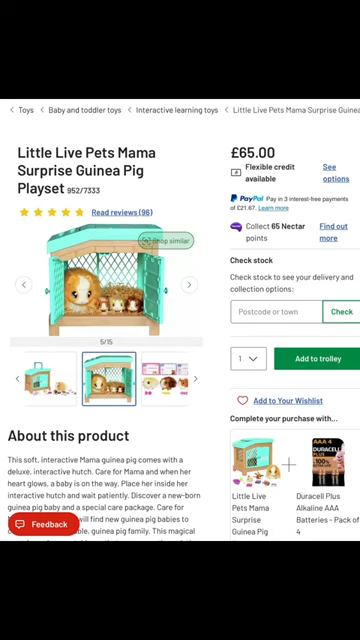 Toys
Baby and toddler toys
Interactive learning toys
Little Live Pets Mama Surprise Guinea
Little Live Pets Mama
Surprise Guinea Pig
Playset 952/7333
Read reviews (96)
Shop similar
5/15
About this product
This soft, interactive Mama guinea pig comes with a
deluxe, interactive hutch. Care for Mama and when her
heart glows, a baby is on the way. Place her inside her
interactive hutch and wait patiently. Discover a new-born
guinea pig baby and a special care package. Care for
will find new guinea pig babies to
guinea pig family. This magical
Feedback
£65.00
Flexible credit
available
See
options
PayPal Pay in 3 interest-free payments
of £21.67. Learn more
Collect 65 Nectar
points
Find out
more
Check stock
Check stock to see your delivery and
collection options:
Postcode or town
Check
1
Add to trolley
Add to Your Wishlist
Complete your purchase with...
AAA 4
DURACELL
PLUS
100%
Little Live
Pets Mama
Surprise
Guinea Pig
Duracell Plus
Alkaline AAA
Batteries - Pack of
4